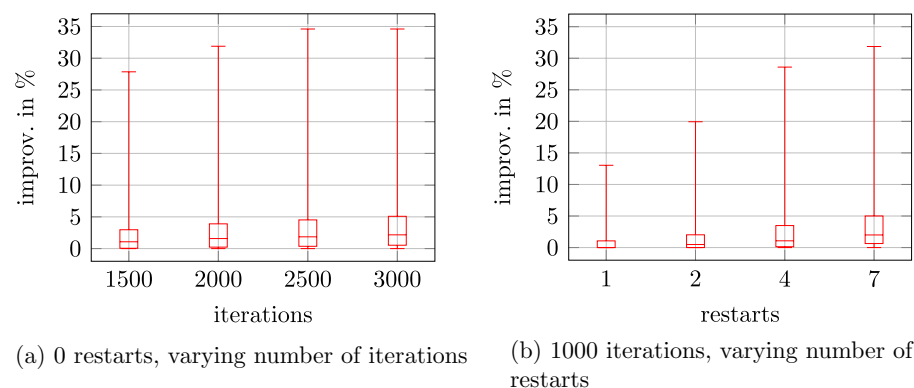 35
30
25
20
15
10
5
0
improv. in %
1500 2000 2500 3000
iterations
(a) 0 restarts, varying number of iterations
35
30
25
20
15
10
5
0
improv. in %
1 2 4 7
restarts
(b) 1000 iterations, varying number of
restarts